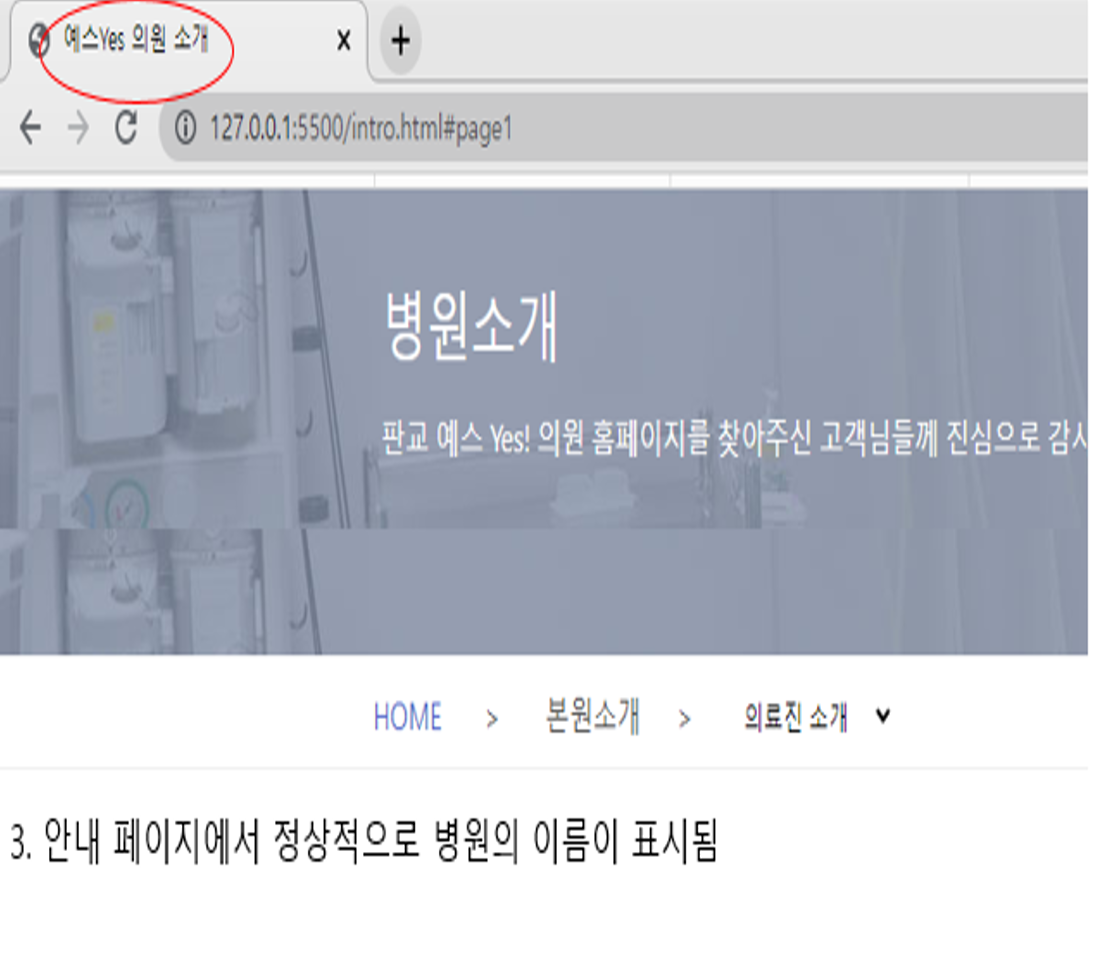 예스Yes 의원 소개
127.0.0.1:5500/intro.html#page1
병원소개
판교 예스 Yes! 의원 홈페이지를 찾아주신 고객님들께 진심으로 감사
HOME > 본원소개 > 의료진 소개
3. 안내 페이지에서 정상적으로 병원의 이름이 표시됨